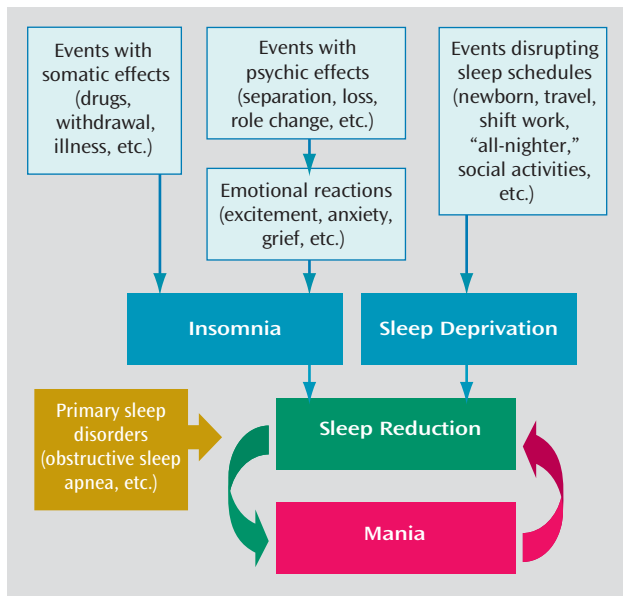 Events with
somatic effects
(drugs,
withdrawal,
illness, etc.)
Events with
psychic effects
(separation, loss,
role change, etc.)
Events disrupting
sleep schedules
(newborn, travel,
shift work,
“all-nighter,”
social activities,
etc.)
Emotional reactions
(excitement, anxiety,
grief, etc.)
Insomnia
Sleep Deprivation
Primary sleep
disorders
(obstructive sleep
apnea, etc.)
Sleep Reduction
Mania